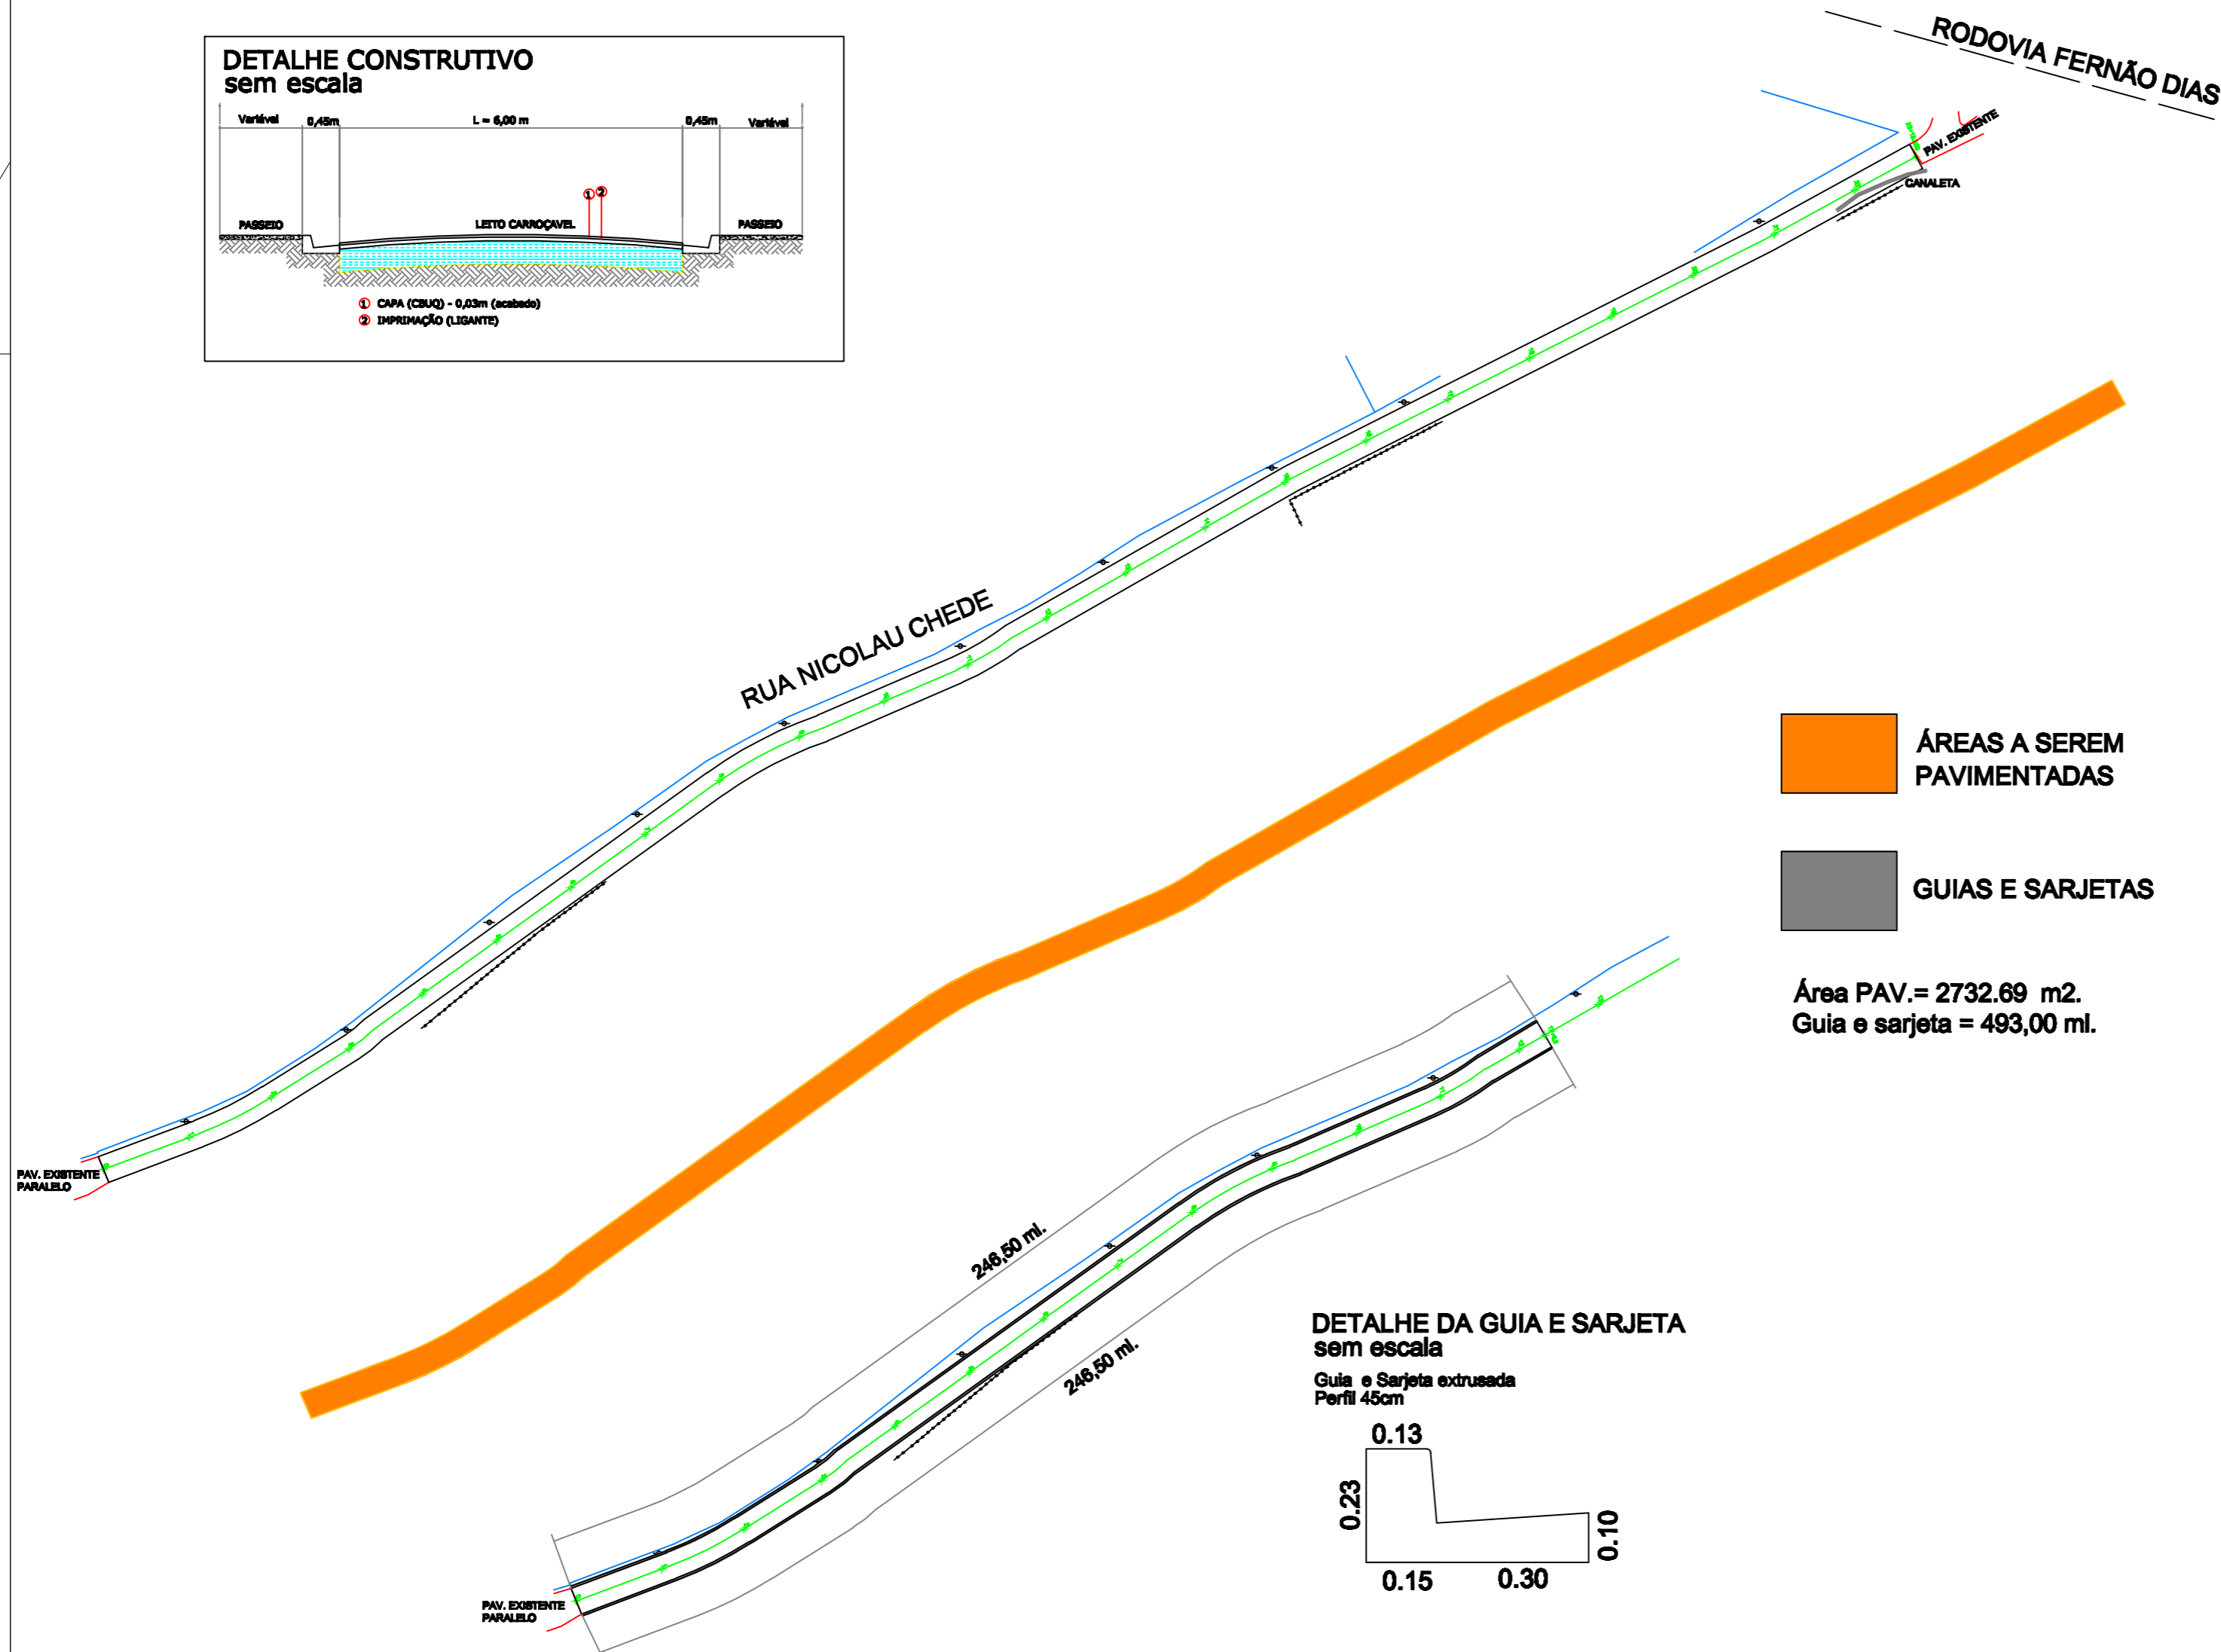 DETALHE CONSTRUTIVO
sem escala
Variável
0,45m
L = 6,00 m
0,45m
Variável
1
2
PASSEIO
LEITO CARROÇAVEL
PASSEIO
1 CAPA (CBUQ) - 0,03m (acabado)
2 IMPRIMAÇÃO (LIGANTE)
RODOVIA FERNÃO DIAS
PAV. EXISTENTE
CANALETA
RUA NICOLAU CHEDE
PAV. EXISTENTE
PARALELO
ÁREAS A SEREM
PAVIMENTADAS
GUIAS E SARJETAS
Área PAV.= 2732.69 m2.
Guia e sarjeta = 493,00 ml.
246,50 ml.
246,50 ml.
PAV. EXISTENTE
PARALELO
DETALHE DA GUIA E SARJETA
sem escala
Guia e Sarjeta extrusada
Perfil 45cm
0.13
0.23
0.10
0.15
0.30